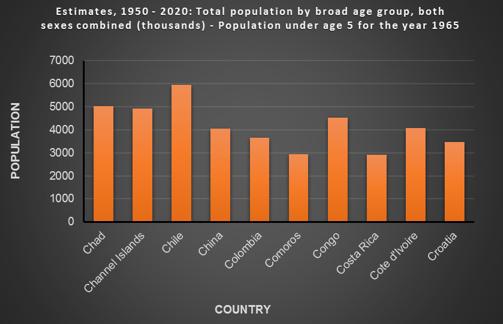 Estimates, 1950 - 2020: Total population by broad age group, both
sexes combined (thousands) - Population under age 5 for the year 1965
POPULATION
7000
6000
5000
4000
3000
2000
1000
0
Chad
Channel Islands
Chile
China
Colombia
Comoros
Congo
Costa Rica
Cote d'Ivoire
Croatia
COUNTRY